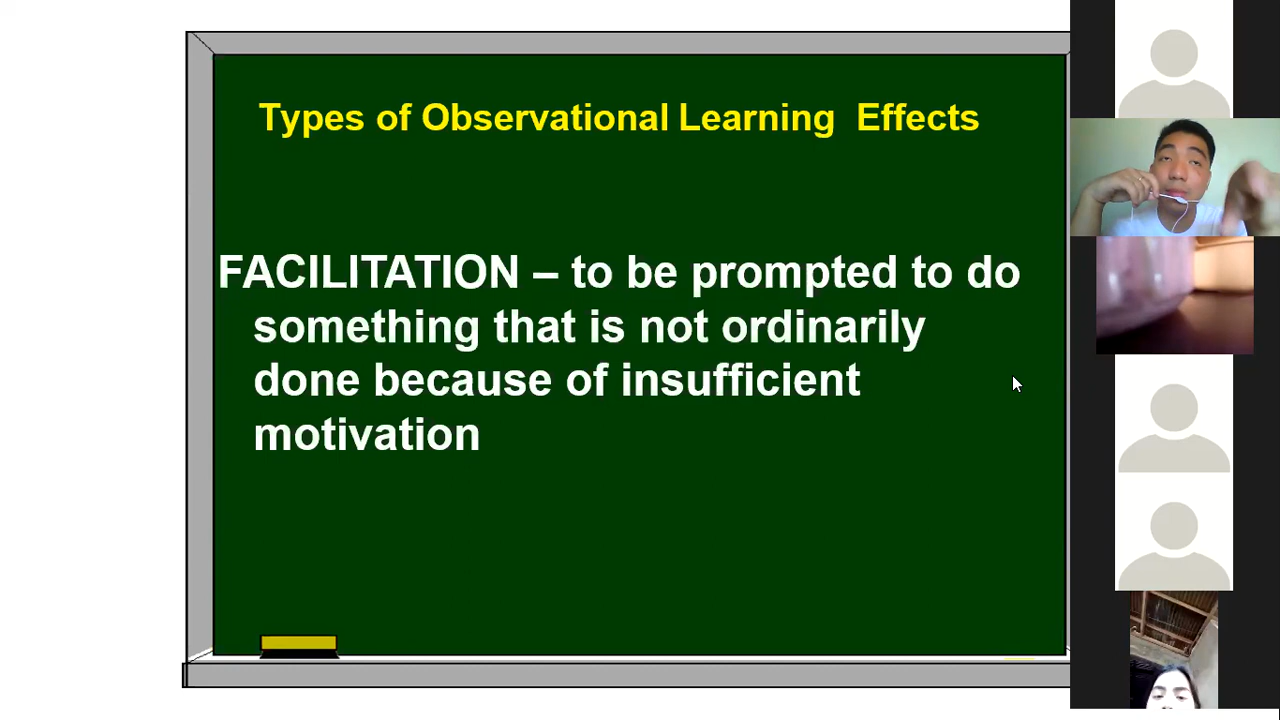 Types of Observational Learning Effects
FACILITATION – to be prompted to do
something that is not ordinarily
done because of insufficient
motivation